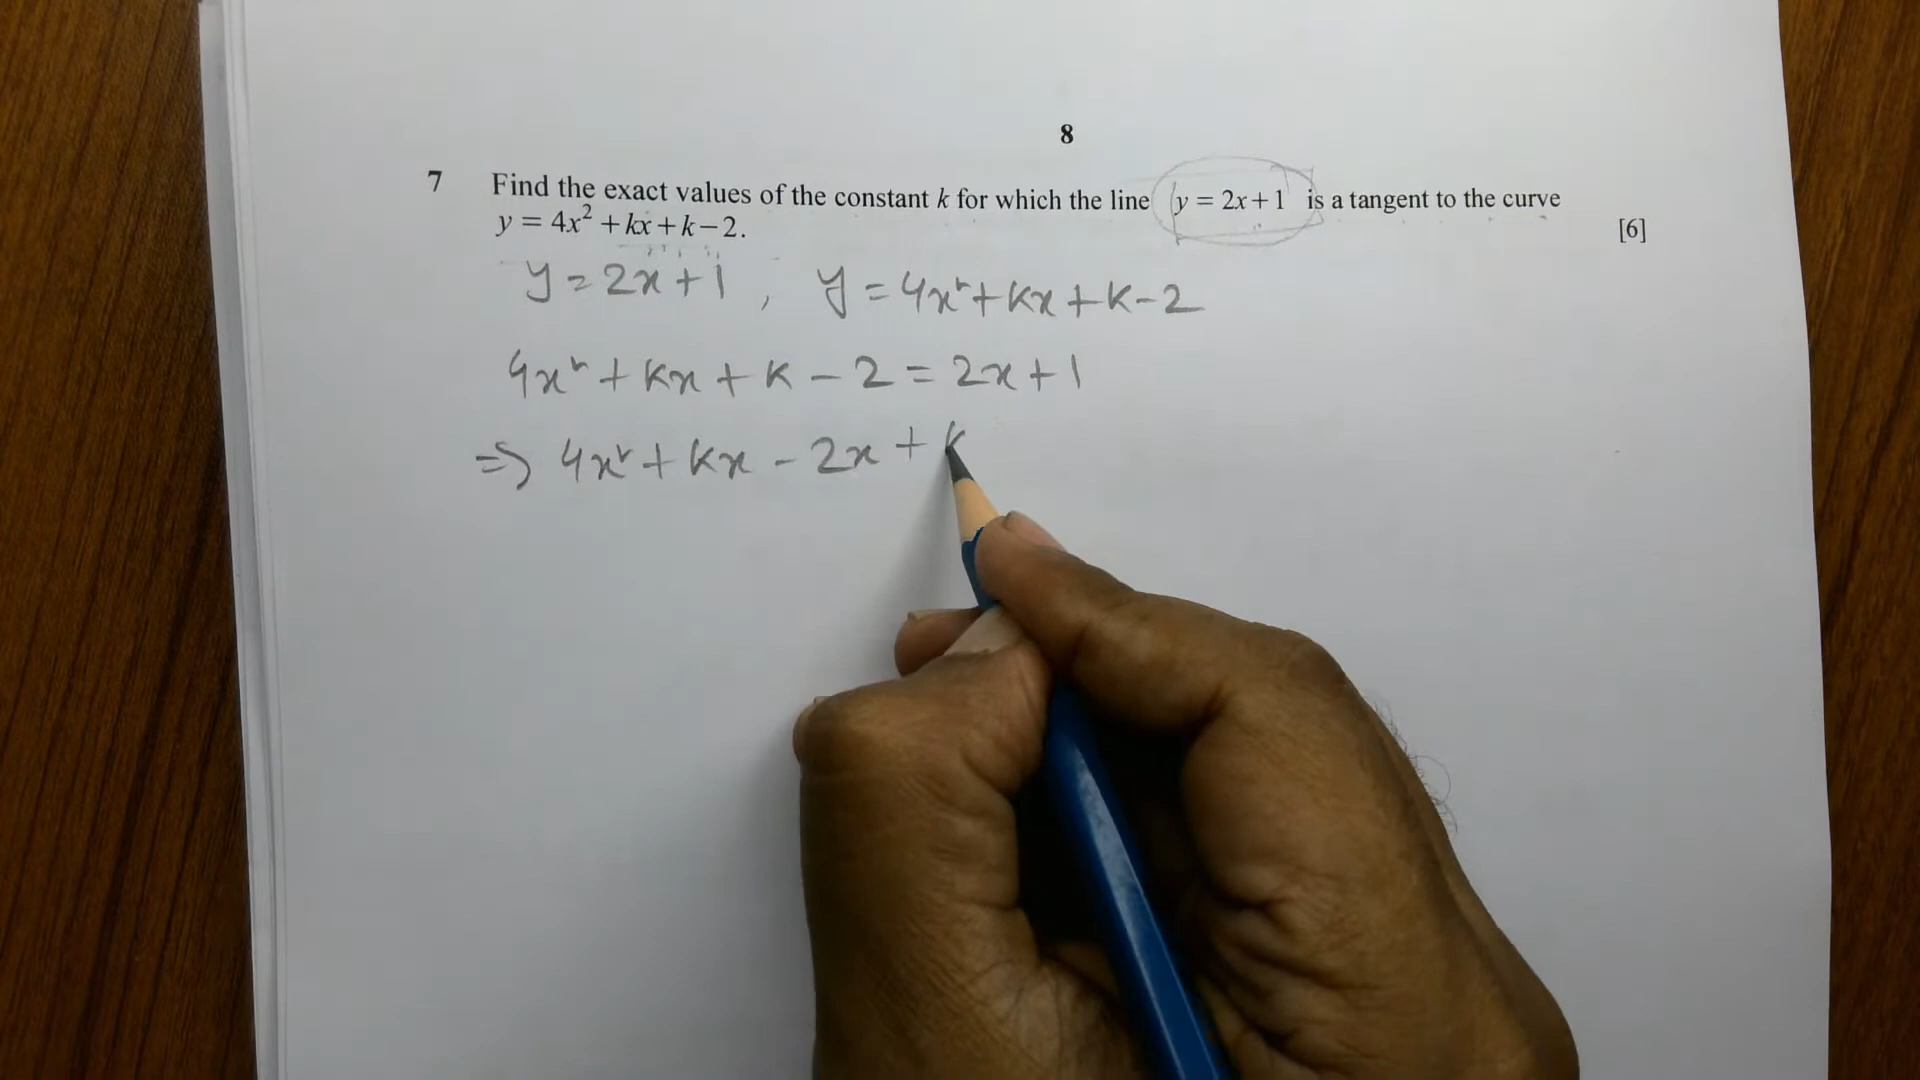 8
7 Find the exact values of the constant k for which the line y = 2x+1 is a tangent to the curve
y = 4x² + kx + k − 2. [6]
y = 2x + 1 , y = 4x² + kx + k − 2
4x² + kx + k − 2 = 2x + 1
⇒ 4x² + kx − 2x + k